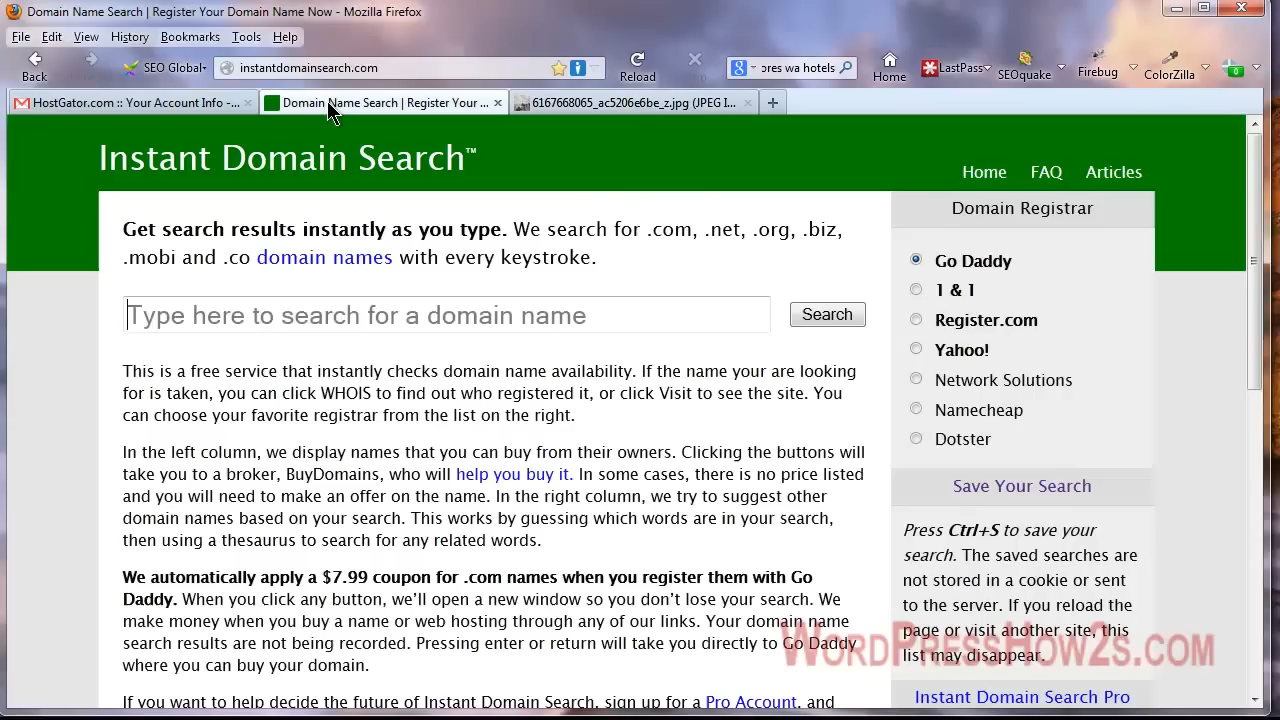 Domain Name Search | Register Your Domain Name Now - Mozilla Firefox
File Edit View History Bookmarks Tools Help
Back SEO Global instantdomainsearch.com Reload ores wa hotels Home LastPass SEOquake Firebug ColorZilla 0
HostGator.com :: Your Account Info -... Domain Name Search | Register Your ... 6167668065_ac5206e6be_z.jpg (JPEG I...
Instant Domain Search™
Home FAQ Articles
Get search results instantly as you type. We search for .com, .net, .org, .biz,
.mobi and .co domain names with every keystroke.
Type here to search for a domain name
Search
This is a free service that instantly checks domain name availability. If the name your are looking
for is taken, you can click WHOIS to find out who registered it, or click Visit to see the site. You
can choose your favorite registrar from the list on the right.
In the left column, we display names that you can buy from their owners. Clicking the buttons will
take you to a broker, BuyDomains, who will help you buy it. In some cases, there is no price listed
and you will need to make an offer on the name. In the right column, we try to suggest other
domain names based on your search. This works by guessing which words are in your search,
then using a thesaurus to search for any related words.
We automatically apply a $7.99 coupon for .com names when you register them with Go
Daddy. When you click any button, we'll open a new window so you don't lose your search. We
make money when you buy a name or web hosting through any of our links. Your domain name
search results are not being recorded. Pressing enter or return will take you directly to Go Daddy
where you can buy your domain.
If you want to help decide the future of Instant Domain Search, sign up for a Pro Account, and
Domain Registrar
Go Daddy
1 & 1
Register.com
Yahoo!
Network Solutions
Namecheap
Dotster
Save Your Search
Press Ctrl+S to save your
search. The saved searches are
not stored in a cookie or sent
to the server. If you reload the
page or visit another site, this
list may disappear.
Instant Domain Search Pro
WordPressHow2s.com